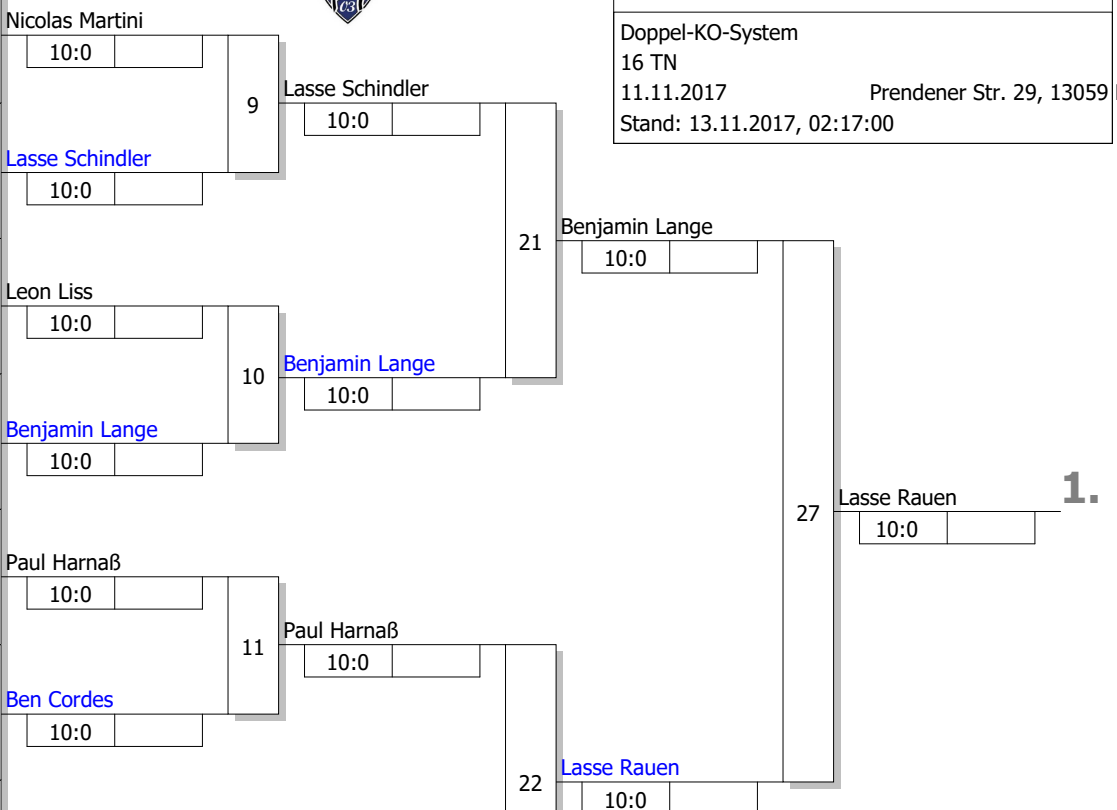 C3
Doppel-KO-System
16 TN
11.11.2017 Prendener Str. 29, 13059
Stand: 13.11.2017, 02:17:00
Nicolas Martini
10:0
9
Lasse Schindler
10:0
Lasse Schindler
10:0
21
Benjamin Lange
10:0
Leon Liss
10:0
10
Benjamin Lange
10:0
Benjamin Lange
10:0
27
Lasse Rauen
1.
10:0
Paul Harnaß
10:0
11
Paul Harnaß
10:0
Ben Cordes
10:0
22
Lasse Rauen
10:0